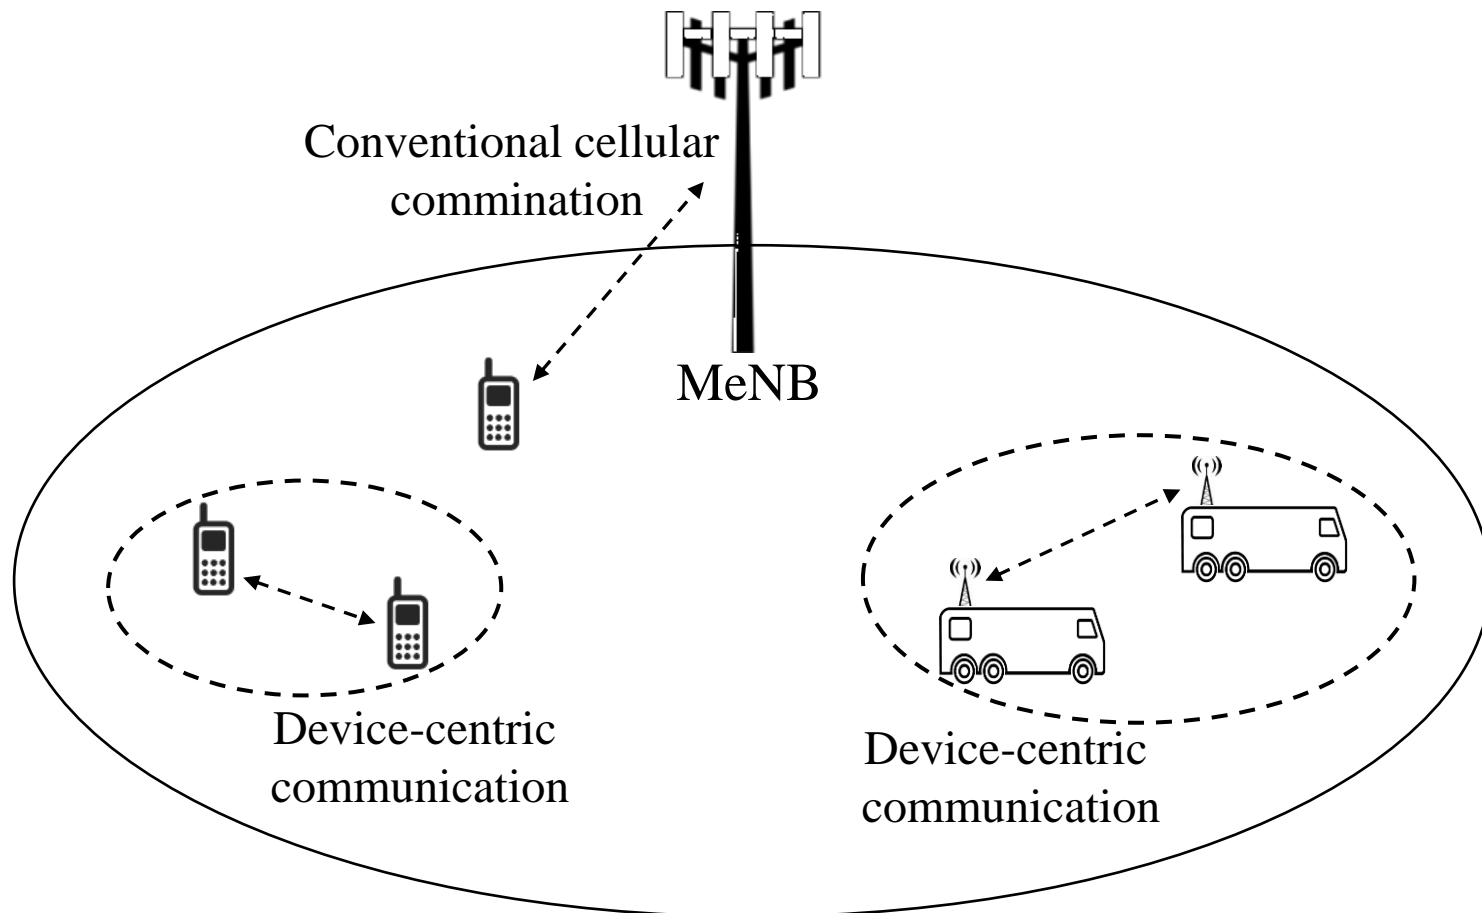 Conventional cellular
commination
MeNB
Device-centric
communication
Device-centric
communication